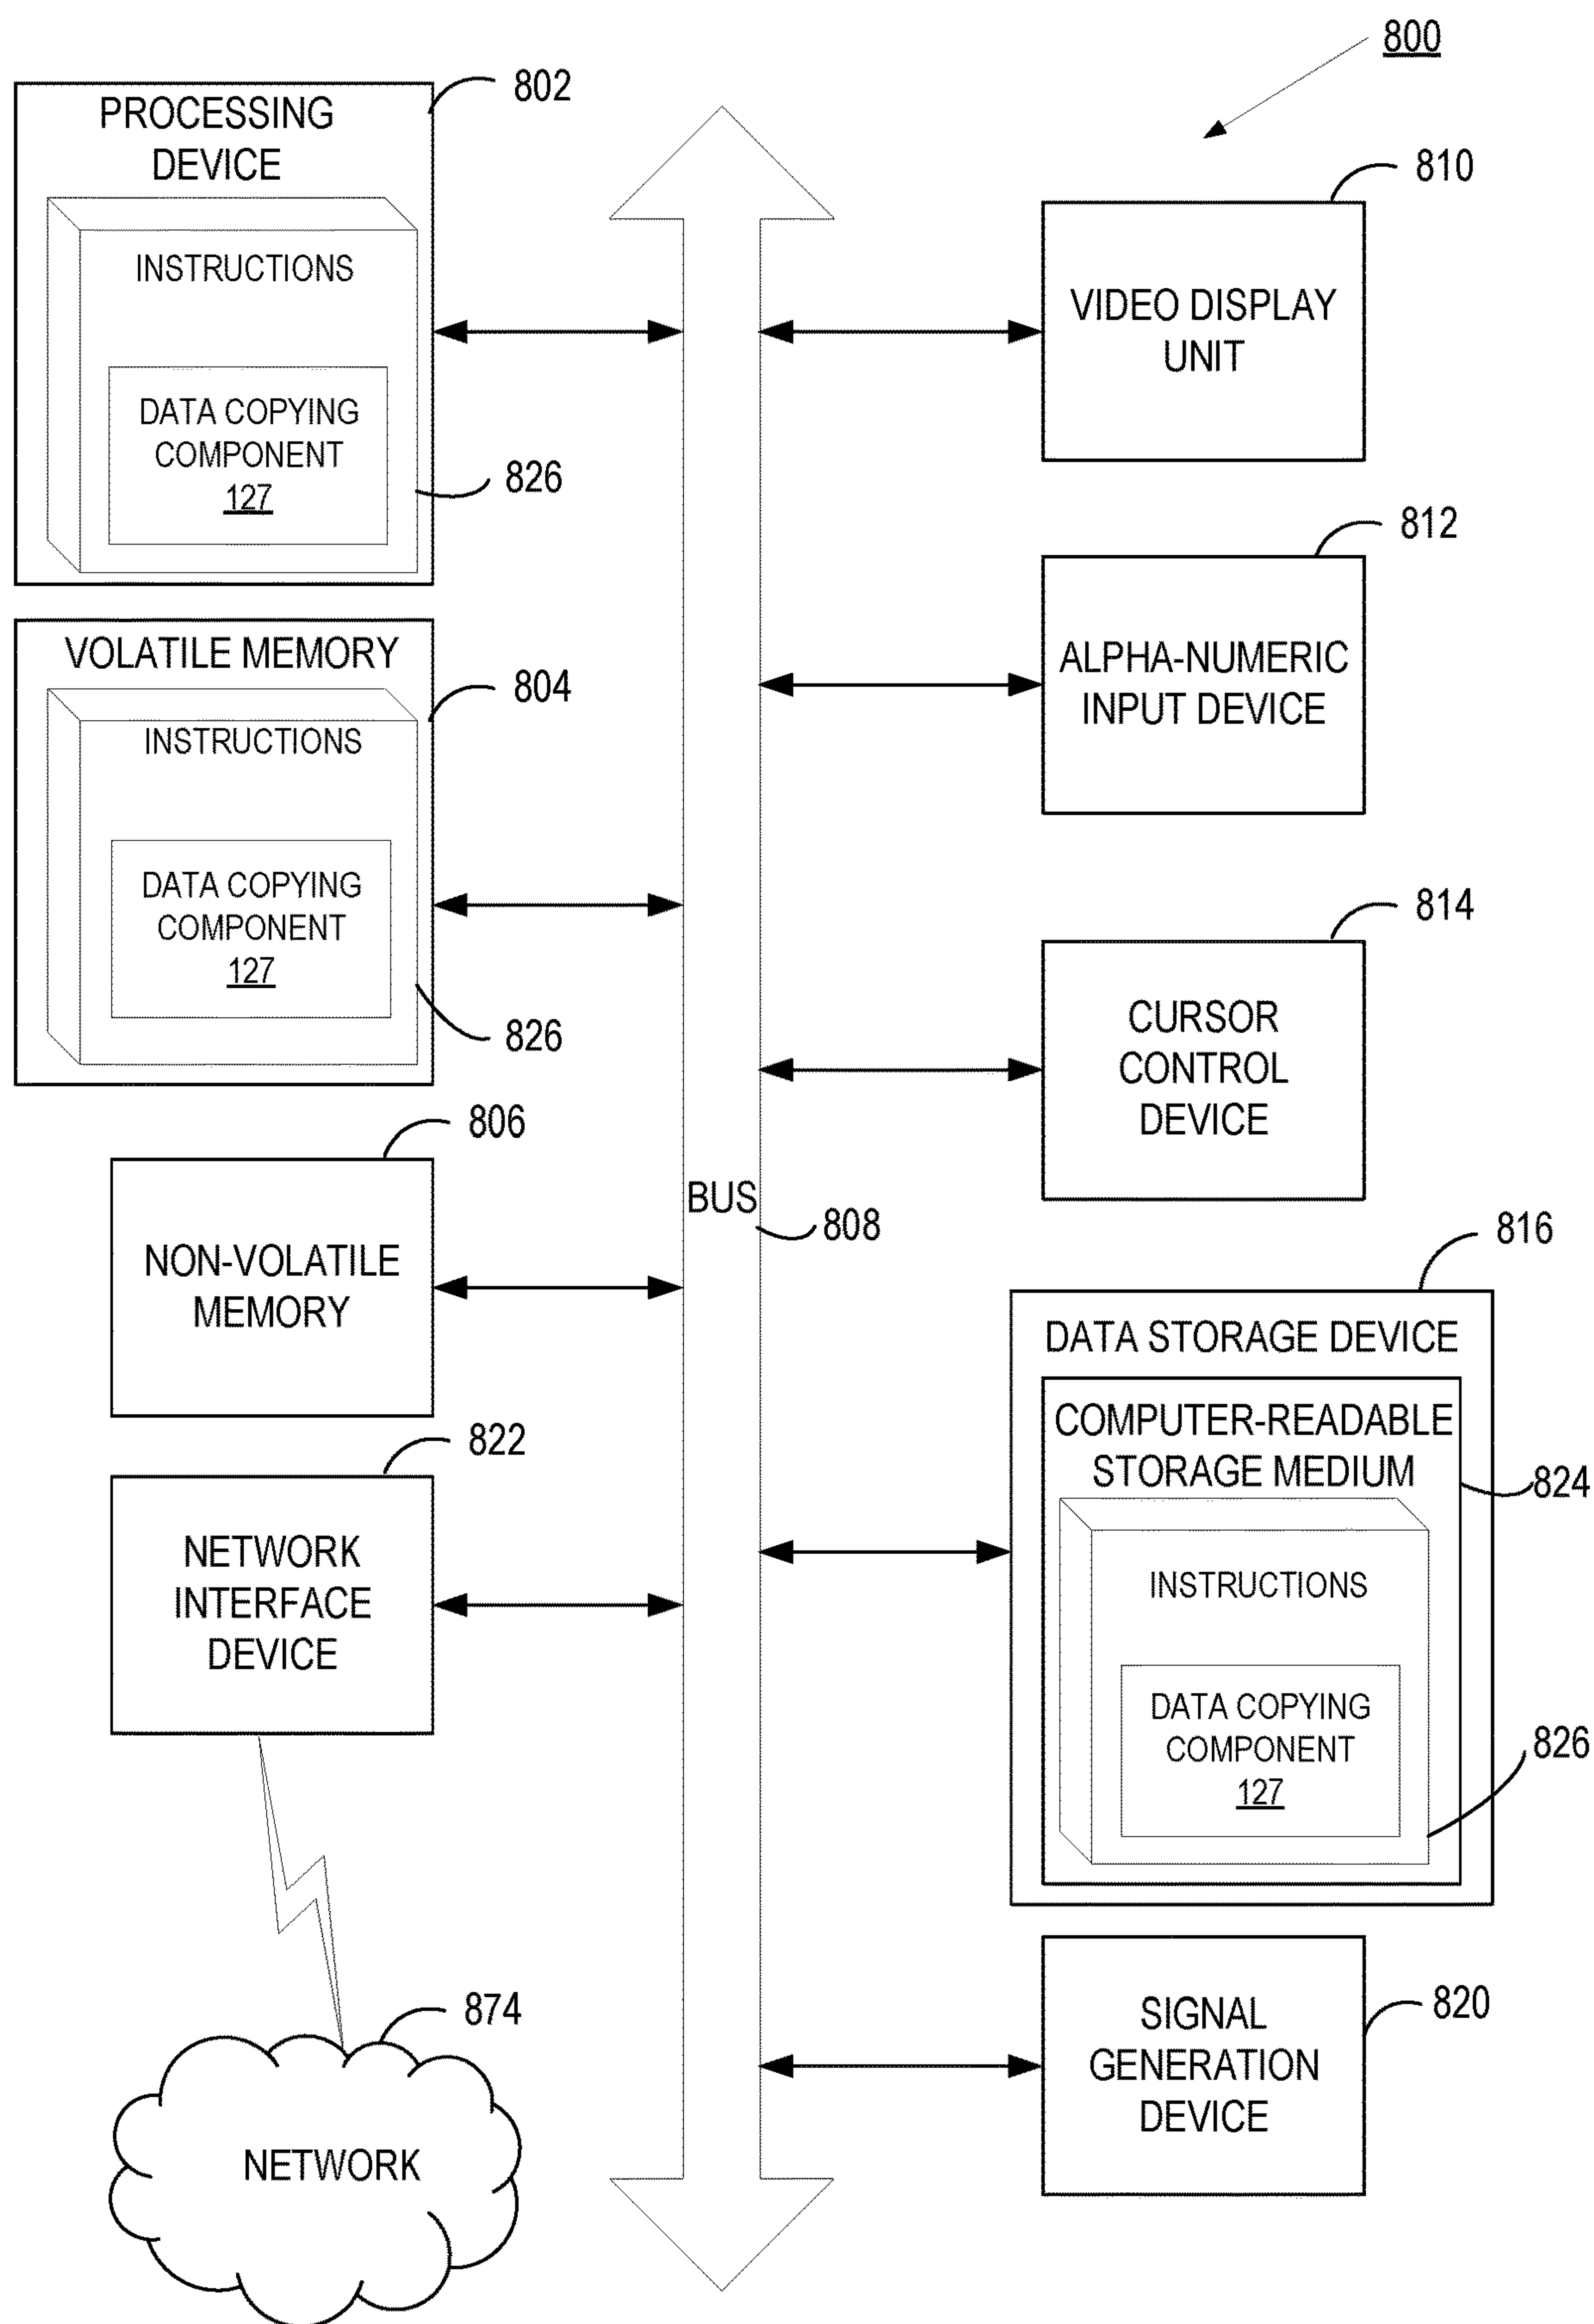 800
802
PROCESSING
DEVICE
INSTRUCTIONS
DATA COPYING
COMPONENT
127
826
VOLATILE MEMORY
804
INSTRUCTIONS
DATA COPYING
COMPONENT
127
826
806
NON-VOLATILE
MEMORY
822
NETWORK
INTERFACE
DEVICE
874
NETWORK
BUS
808
810
VIDEO DISPLAY
UNIT
812
ALPHA-NUMERIC
INPUT DEVICE
814
CURSOR
CONTROL
DEVICE
816
DATA STORAGE DEVICE
COMPUTER-READABLE
STORAGE MEDIUM
824
INSTRUCTIONS
DATA COPYING
COMPONENT
127
826
820
SIGNAL
GENERATION
DEVICE